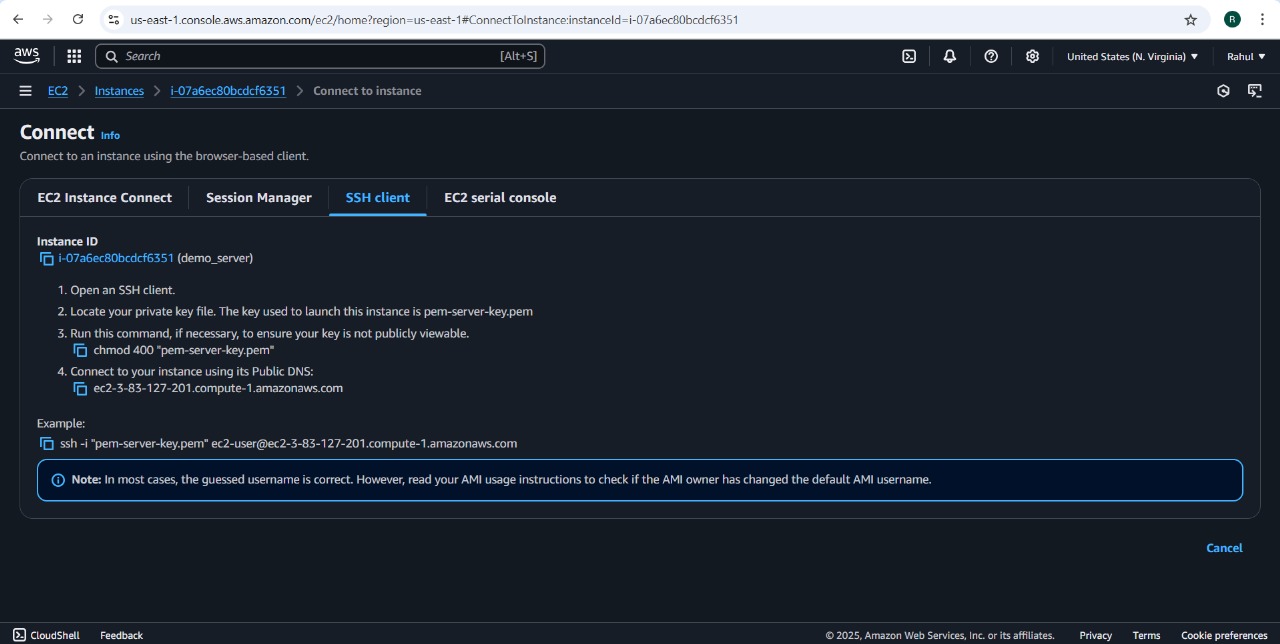 us-east-1.console.aws.amazon.com/ec2/home?region=us-east-1#ConnectToInstance:instanceId=i-07a6ec80bcdcf6351
R
aws
Search [Alt+S]
United States (N. Virginia)
Rahul
EC2 > Instances > i-07a6ec80bcdcf6351 > Connect to instance
Connect Info
Connect to an instance using the browser-based client.
EC2 Instance Connect
Session Manager
SSH client
EC2 serial console
Instance ID
i-07a6ec80bcdcf6351 (demo_server)
1. Open an SSH client.
2. Locate your private key file. The key used to launch this instance is pem-server-key.pem
3. Run this command, if necessary, to ensure your key is not publicly viewable.
chmod 400 "pem-server-key.pem"
4. Connect to your instance using its Public DNS:
ec2-3-83-127-201.compute-1.amazonaws.com
Example:
ssh -i "pem-server-key.pem" ec2-user@ec2-3-83-127-201.compute-1.amazonaws.com
Note: In most cases, the guessed username is correct. However, read your AMI usage instructions to check if the AMI owner has changed the default AMI username.
Cancel
CloudShell
Feedback
© 2025, Amazon Web Services, Inc. or its affiliates.
Privacy
Terms
Cookie preferences